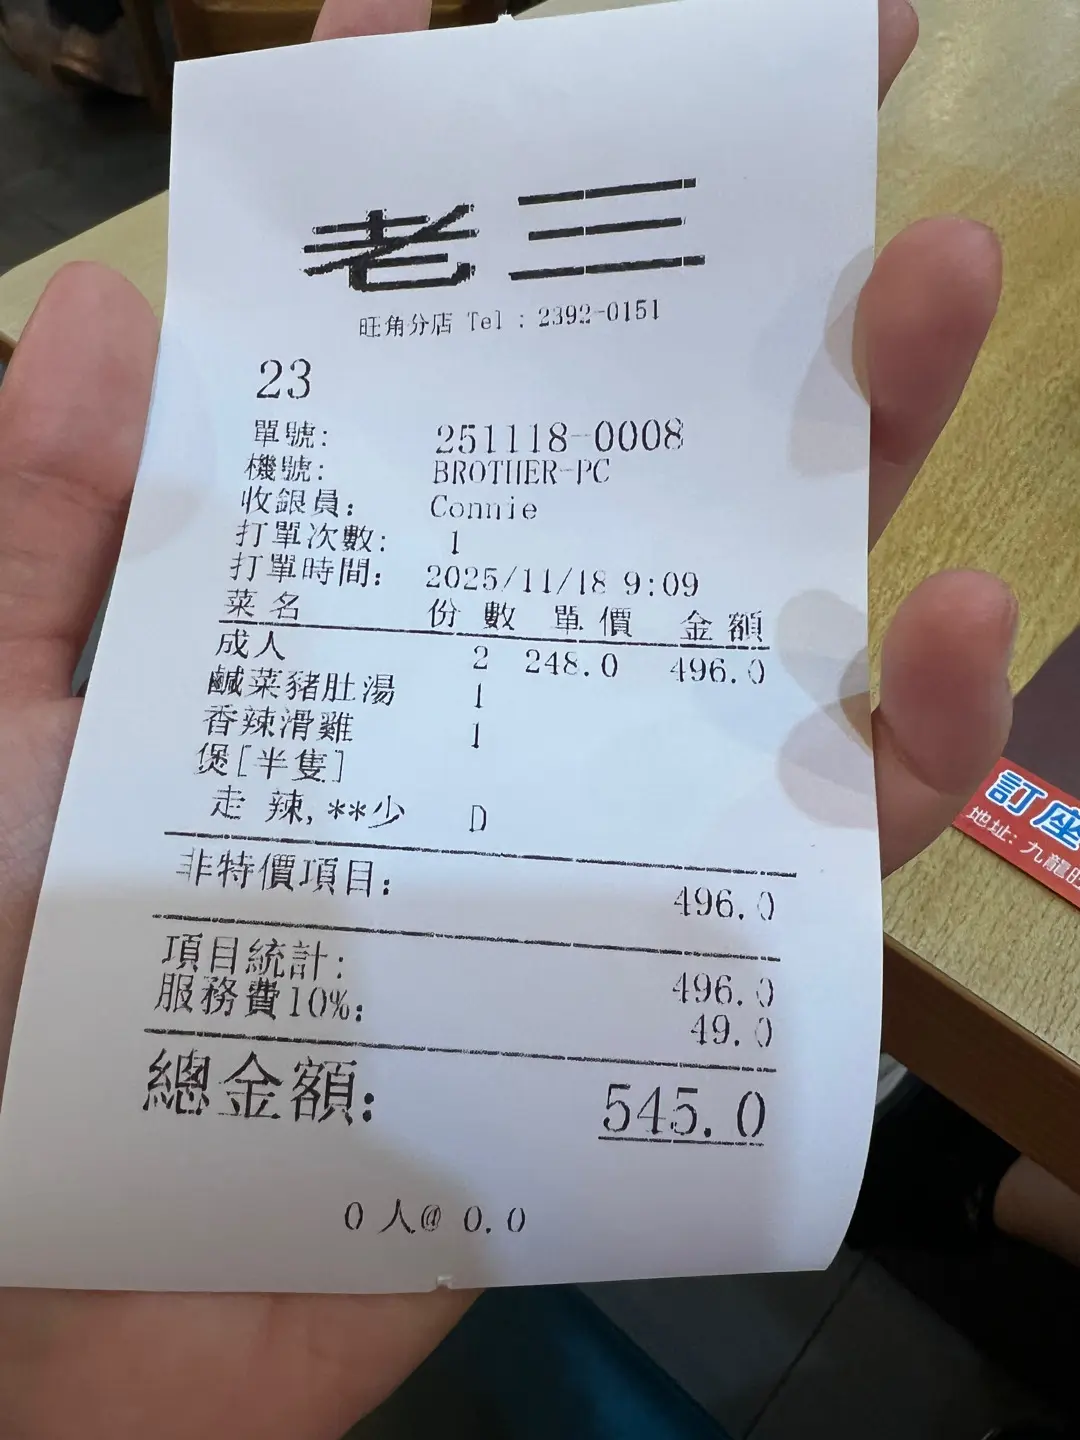 老三
旺角分店 Tel : 2392-0151
23
單號: 251118-0008
機號: BROTHER-PC
收銀員: Connie
打單次數: 1
打單時間: 2025/11/18 9:09
菜名 份數 單價 金額
成人 2 248.0 496.0
鹹菜豬肚湯 1
香辣滑雞 1
煲[半隻]
走 辣,**少 D
非特價項目: 496.0
項目統計: 496.0
服務費10%: 49.0
總金額: 545.0
0 人@ 0.0
訂座
地址: 九龍旺